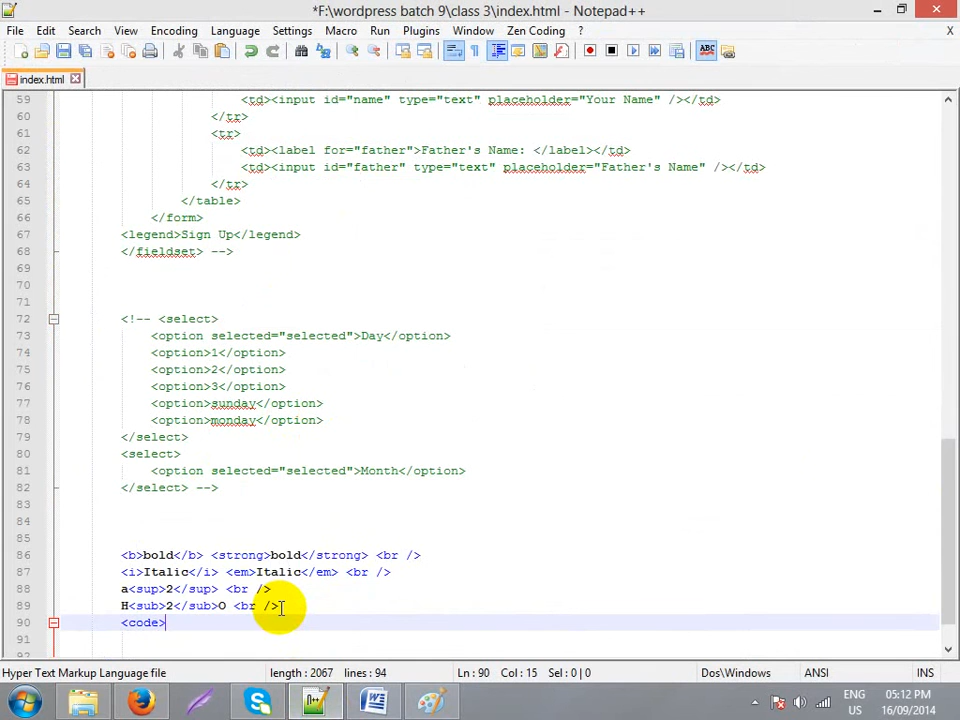 *F:\wordpress batch 9\class 3\index.html - Notepad++
File Edit Search View Encoding Language Settings Macro Run Plugins Window Zen Coding ? X
ABC
index.html
59 <td><input id="name" type="text" placeholder="Your Name" /></td>
60 </tr>
61 <tr>
62 <td><label for="father">Father's Name: </label></td>
63 <td><input id="father" type="text" placeholder="Father's Name" /></td>
64 </tr>
65 </table>
66 </form>
67 <legend>Sign Up</legend>
68 </fieldset> -->
69
70
71
72 <!-- <select>
73 <option selected="selected">Day</option>
74 <option>1</option>
75 <option>2</option>
76 <option>3</option>
77 <option>sunday</option>
78 <option>monday</option>
79 </select>
80 <select>
81 <option selected="selected">Month</option>
82 </select> -->
83
84
85
86 <b>bold</b> <strong>bold</strong> <br />
87 <i>Italic</i> <em>Italic</em> <br />
88 a<sup>2</sup> <br />
89 H<sub>2</sub>O <br />
90 <code>
91
Hyper Text Markup Language file length : 2067 lines : 94 Ln : 90 Col : 15 Sel : 0 | 0 Dos\Windows ANSI INS
ENG 05:12 PM
US 16/09/2014